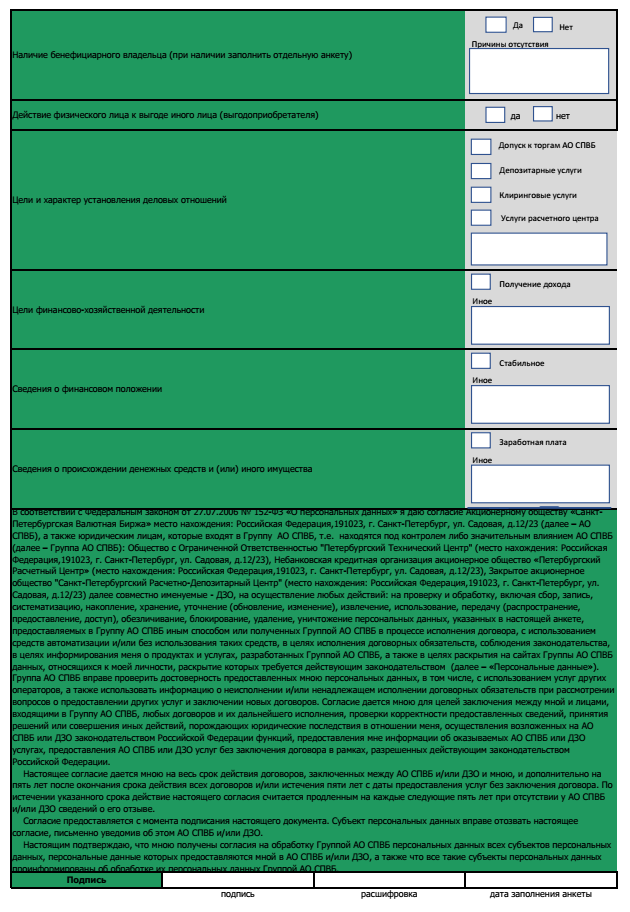 Да Нет
Причины отсутствия
Наличие бенефициарного владельца (при наличии заполнить отдельную анкету)
Действие физического лица к выгоде иного лица (выгодоприобретателя)
да нет
Допуск к торгам АО СПВБ
Депозитарные услуги
Клиринговые услуги
Цели и характер установления деловых отношений
Услуги расчетного центра
Получение дохода
Иное
Цели финансово-хозяйственной деятельности
Стабильное
Иное
Сведения о финансовом положении
Заработная плата
Иное
Сведения о происхождении денежных средств и (или) иного имущества
В соответствии с Федеральным законом от 27.07.2006 № 152-ФЗ «О персональных данных» я даю согласие Акционерному обществу «Санкт-
Петербургская Валютная Биржа» место нахождения: Российская Федерация,191023, г. Санкт-Петербург, ул. Садовая, д.12/23 (далее – АО
СПВБ), а также юридическим лицам, которые входят в Группу АО СПВБ, т.е. находятся под контролем либо значительным влиянием АО СПВБ
(далее – Группа АО СПВБ): Общество с Ограниченной Ответственностью "Петербургский Технический Центр" (место нахождения: Российская
Федерация,191023, г. Санкт-Петербург, ул. Садовая, д.12/23), Небанковская кредитная организация акционерное общество «Петербургский
Расчетный Центр» (место нахождения: Российская Федерация,191023, г. Санкт-Петербург, ул. Садовая, д.12/23), Закрытое акционерное
общество "Санкт-Петербургский Расчетно-Депозитарный Центр" (место нахождения: Российская Федерация,191023, г. Санкт-Петербург, ул.
Садовая, д.12/23) далее совместно именуемые - ДЗО, на осуществление любых действий: на проверку и обработку, включая сбор, запись,
систематизацию, накопление, хранение, уточнение (обновление, изменение), извлечение, использование, передачу (распространение,
предоставление, доступ), обезличивание, блокирование, удаление, уничтожение персональных данных, указанных в настоящей анкете,
предоставляемых в Группу АО СПВБ иным способом или полученных Группой АО СПВБ в процессе исполнения договора, с использованием
средств автоматизации и/или без использования таких средств, в целях исполнения договорных обязательств, соблюдения законодательства,
в целях информирования меня о продуктах и услугах, разработанных Группой АО СПВБ, а также в целях раскрытия на сайтах Группы АО СПВБ
данных, относящихся к моей личности, раскрытие которых требуется действующим законодательством (далее – «Персональные данные»).
Группа АО СПВБ вправе проверить достоверность предоставленных мною персональных данных, в том числе, с использованием услуг других
операторов, а также использовать информацию о неисполнении и/или ненадлежащем исполнении договорных обязательств при рассмотрении
вопросов о предоставлении других услуг и заключении новых договоров. Согласие дается мною для целей заключения между мной и лицами,
входящими в Группу АО СПВБ, любых договоров и их дальнейшего исполнения, проверки корректности предоставленных сведений, принятия
решений или совершения иных действий, порождающих юридические последствия в отношении меня, осуществления возложенных на АО
СПВБ или ДЗО законодательством Российской Федерации функций, предоставления мне информации об оказываемых АО СПВБ или ДЗО
услугах, предоставления АО СПВБ или ДЗО услуг без заключения договора в рамках, разрешенных действующим законодательством
Российской Федерации.
Настоящее согласие дается мною на весь срок действия договоров, заключенных между АО СПВБ и/или ДЗО и мною, и дополнительно на
пять лет после окончания срока действия всех договоров и/или истечения пяти лет с даты предоставления услуг без заключения договора. По
истечении указанного срока действие настоящего согласия считается продленным на каждые следующие пять лет при отсутствии у АО СПВБ
и/или ДЗО сведений о его отзыве.
Согласие предоставляется с момента подписания настоящего документа. Субъект персональных данных вправе отозвать настоящее
согласие, письменно уведомив об этом АО СПВБ и/или ДЗО.
Настоящим подтверждаю, что мною получены согласия на обработку Группой АО СПВБ персональных данных всех субъектов персональных
данных, персональные данные которых предоставляются мной в АО СПВБ и/или ДЗО, а также что все такие субъекты персональных данных
проинформированы об обработке их персональных данных Группой АО СПВБ.
Подпись
подпись расшифровка дата заполнения анкеты